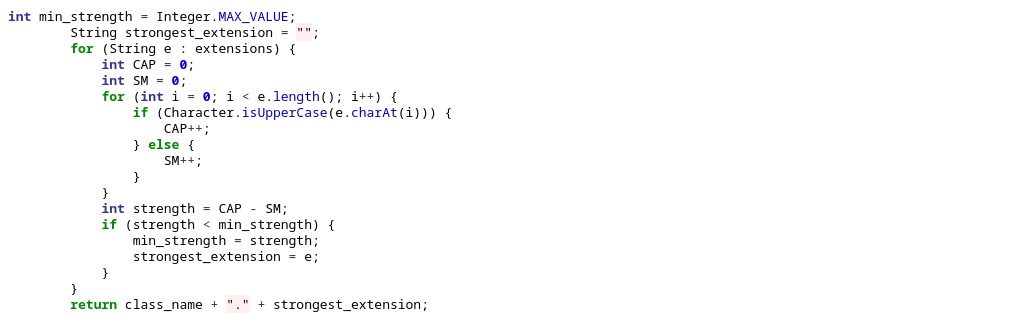 int min_strength = Integer.MAX_VALUE;
        String strongest_extension = "";
        for (String e : extensions) {
            int CAP = 0;
            int SM = 0;
            for (int i = 0; i < e.length(); i++) {
                if (Character.isUpperCase(e.charAt(i))) {
                    CAP++;
                } else {
                    SM++;
                }
            }
            int strength = CAP - SM;
            if (strength < min_strength) {
                min_strength = strength;
                strongest_extension = e;
            }
        }
        return class_name + "." + strongest_extension;